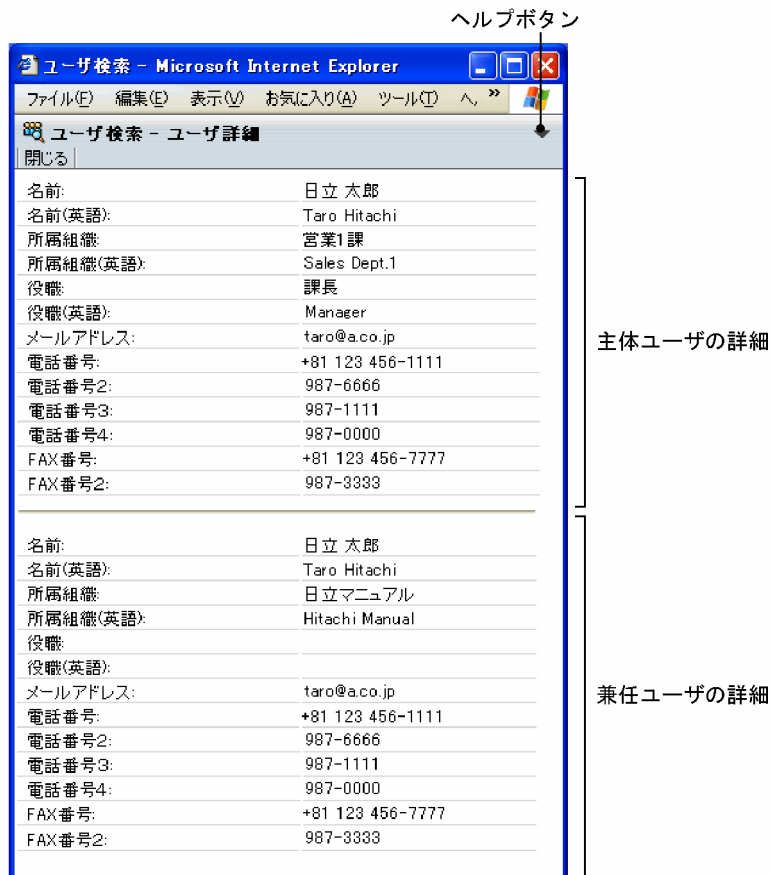 ヘルプボタン
ユーザ検索 - Microsoft Internet Explorer
ファイル(F) 編集(E) 表示(V) お気に入り(A) ツール(T) ヘ, »
ユーザ検索 - ユーザ詳細
閉じる
名前: 日立 太郎
名前(英語): Taro Hitachi
所属組織: 営業1課
所属組織(英語): Sales Dept.1
役職: 課長
役職(英語): Manager
メールアドレス: taro@a.co.jp
電話番号: +81 123 456-1111
電話番号2: 987-6666
電話番号3: 987-1111
電話番号4: 987-0000
FAX番号: +81 123 456-7777
FAX番号2: 987-3333
主体ユーザの詳細
名前: 日立 太郎
名前(英語): Taro Hitachi
所属組織: 日立マニュアル
所属組織(英語): Hitachi Manual
役職:
役職(英語):
メールアドレス: taro@a.co.jp
電話番号: +81 123 456-1111
電話番号2: 987-6666
電話番号3: 987-1111
電話番号4: 987-0000
FAX番号: +81 123 456-7777
FAX番号2: 987-3333
兼任ユーザの詳細